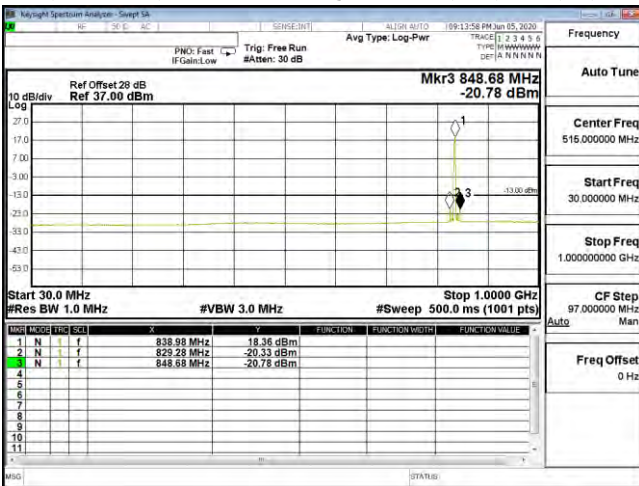 Keysight Spectrum Analyzer - Swept SA
RF 50 Ω AC SENSE:INT ALIGN AUTO 09:13:58 PM Jun 05, 2020
Avg Type: Log-Pwr
TRACE 1 2 3 4 5 6
TYPE M WWWWW
DET A N N N N N
PNO: Fast Trig: Free Run
IFGain:Low #Atten: 30 dB
Frequency
Mkr3 848.68 MHz
-20.78 dBm
Ref Offset 28 dB
10 dB/div Ref 37.00 dBm
Log
27.0
17.0
7.00
-3.00
-13.0
-23.0
-33.0
-43.0
-53.0
1
2 3
-13.00 dBm
Start 30.0 MHz Stop 1.0000 GHz
#Res BW 1.0 MHz #VBW 3.0 MHz #Sweep 500.0 ms (1001 pts)
MKR MODE TRC SCL X Y FUNCTION FUNCTION WIDTH FUNCTION VALUE
1 N 1 f 838.98 MHz 18.36 dBm
2 N 1 f 829.28 MHz -20.33 dBm
3 N 1 f 848.68 MHz -20.78 dBm
4
5
6
7
8
9
10
11
MSG STATUS
Auto Tune
Center Freq
515.000000 MHz
Start Freq
30.000000 MHz
Stop Freq
1.000000000 GHz
CF Step
97.000000 MHz
Auto Man
Freq Offset
0 Hz